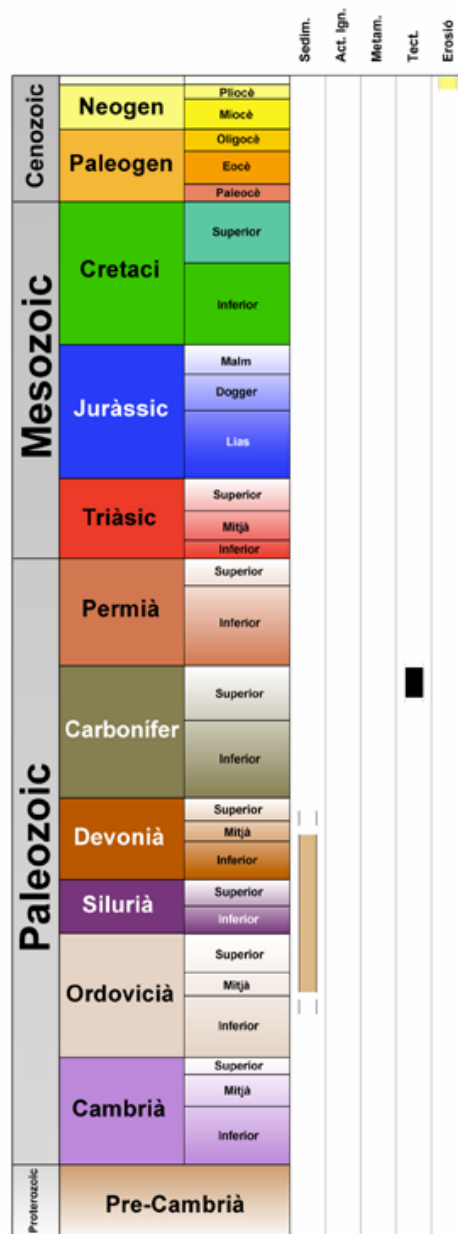 Sedim.
Act. Ign.
Metam.
Tect.
Erosió
Cenozoic
Neogen
Pliocè
Miocè
Paleogen
Oligocè
Eocè
Paleocè
Mesozoic
Cretaci
Superior
Inferior
Juràssic
Malm
Dogger
Lias
Triàsic
Superior
Mitjà
Inferior
Paleozoic
Permià
Superior
Inferior
Carbonífer
Superior
Inferior
Devonià
Superior
Mitjà
Inferior
Silurià
Superior
Inferior
Ordovicià
Superior
Mitjà
Inferior
Cambrià
Superior
Mitjà
Inferior
Proterozoic
Pre-Cambrià